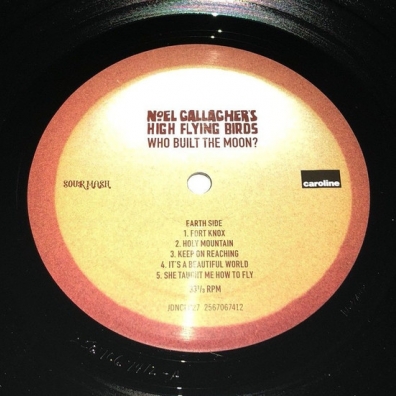 NOEL GALLAGHER'S
HIGH FLYING BIRDS
WHO BUILT THE MOON?
SOUR MASH
caroline
EARTH SIDE
1. FORT KNOX
2. HOLY MOUNTAIN
3. KEEP ON REACHING
4. IT'S A BEAUTIFUL WORLD
5. SHE TAUGHT ME HOW TO FLY
33⅓ RPM
2567067412